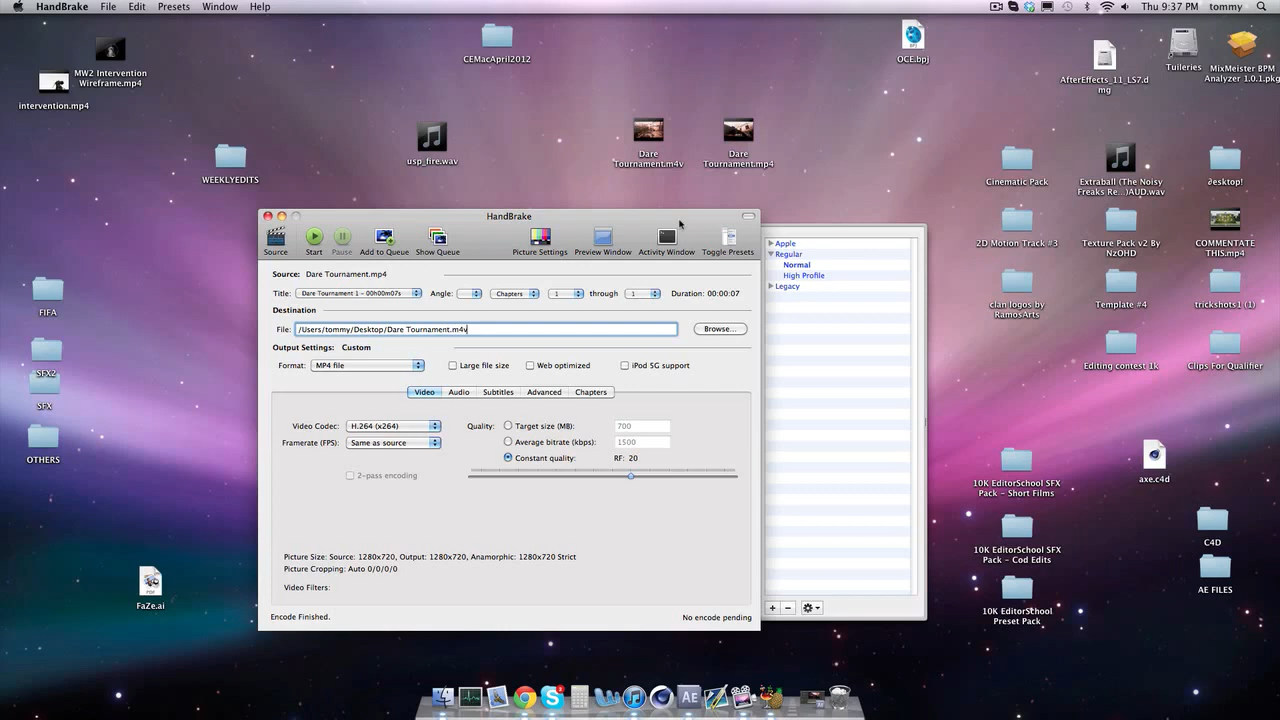 HandBrake File Edit Presets Window Help
Thu 9:37 PM tommy
MW2 Intervention
Wireframe.mp4
intervention.mp4
CEMacApril2012
OCE.bpj
AfterEffects_11_LS7.d
mg
Tuileries
MixMeister BPM
Analyzer 1.0.1.pkg
WEEKLYEDITS
usp_fire.wav
Dare
Tournament.m4v
Dare
Tournament.mp4
Cinematic Pack
Extraball (The Noisy
Freaks Re...)AUD.wav
desktop!
2D Motion Track #3
Texture Pack v2 By
NzOHD
COMMENTATE
THIS.mp4
clan logos by
RamosArts
Template #4
trickshots1 (1)
Editing contest 1k
Clips For Qualifier
FIFA
SFX2
SFX
OTHERS
FaZe.ai
10K EditorSchool SFX
Pack - Short Films
axe.c4d
10K EditorSchool SFX
Pack - Cod Edits
C4D
10K EditorSchool
Preset Pack
AE FILES
HandBrake
Source Start Pause Add to Queue Show Queue Picture Settings Preview Window Activity Window Toggle Presets
Source: Dare Tournament.mp4
Title: Dare Tournament 1 - 00h00m07s Angle: Chapters 1 through 1 Duration: 00:00:07
Destination
File: /Users/tommy/Desktop/Dare Tournament.m4v Browse...
Output Settings: Custom
Format: MP4 file Large file size Web optimized iPod 5G support
Video Audio Subtitles Advanced Chapters
Video Codec: H.264 (x264) Quality: Target size (MB): 700
Framerate (FPS): Same as source Average bitrate (kbps): 1500
Constant quality: RF: 20
2-pass encoding
Picture Size: Source: 1280x720, Output: 1280x720, Anamorphic: 1280x720 Strict
Picture Cropping: Auto 0/0/0/0
Video Filters:
Encode Finished. No encode pending
Apple
Regular
Normal
High Profile
Legacy
AE